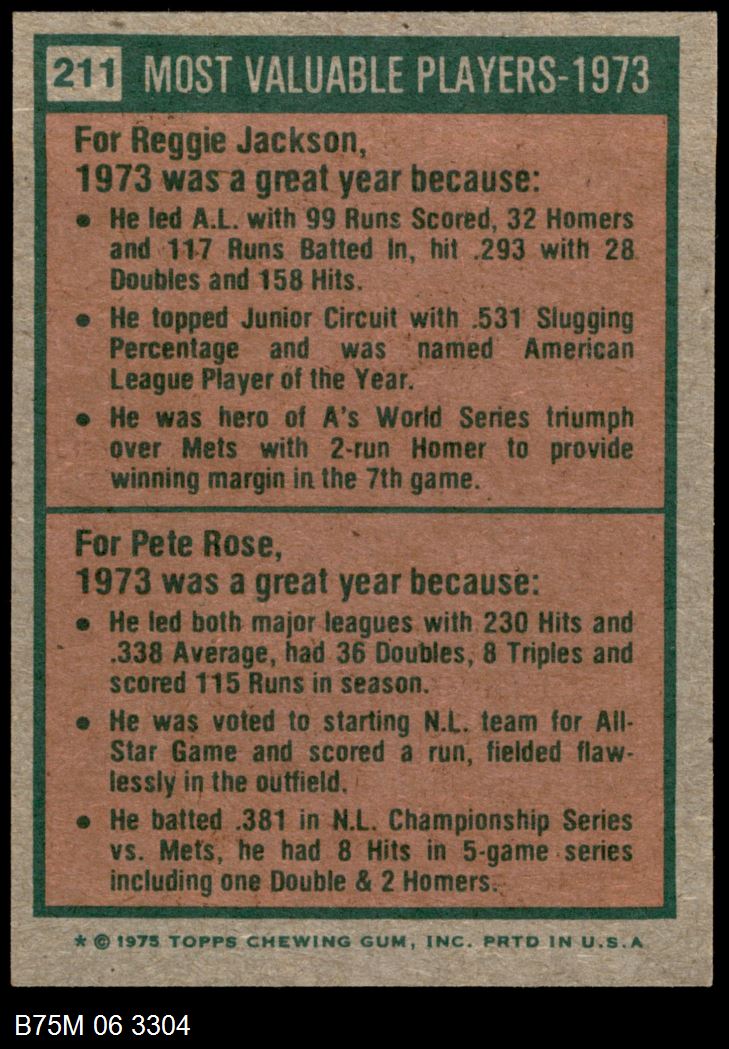 211 MOST VALUABLE PLAYERS-1973
For Reggie Jackson,
1973 was a great year because:
• He led A.L. with 99 Runs Scored, 32 Homers
and 117 Runs Batted In, hit .293 with 28
Doubles and 158 Hits.
• He topped Junior Circuit with .531 Slugging
Percentage and was named American
League Player of the Year.
• He was hero of A's World Series triumph
over Mets with 2-run Homer to provide
winning margin in the 7th game.
For Pete Rose,
1973 was a great year because:
• He led both major leagues with 230 Hits and
.338 Average, had 36 Doubles, 8 Triples and
scored 115 Runs in season.
• He was voted to starting N.L. team for All-
Star Game and scored a run, fielded flaw-
lessly in the outfield.
• He batted .381 in N.L. Championship Series
vs. Mets, he had 8 Hits in 5-game series
including one Double & 2 Homers.
* © 1975 TOPPS CHEWING GUM, INC. PRTD IN U.S.A
B75M 06 3304